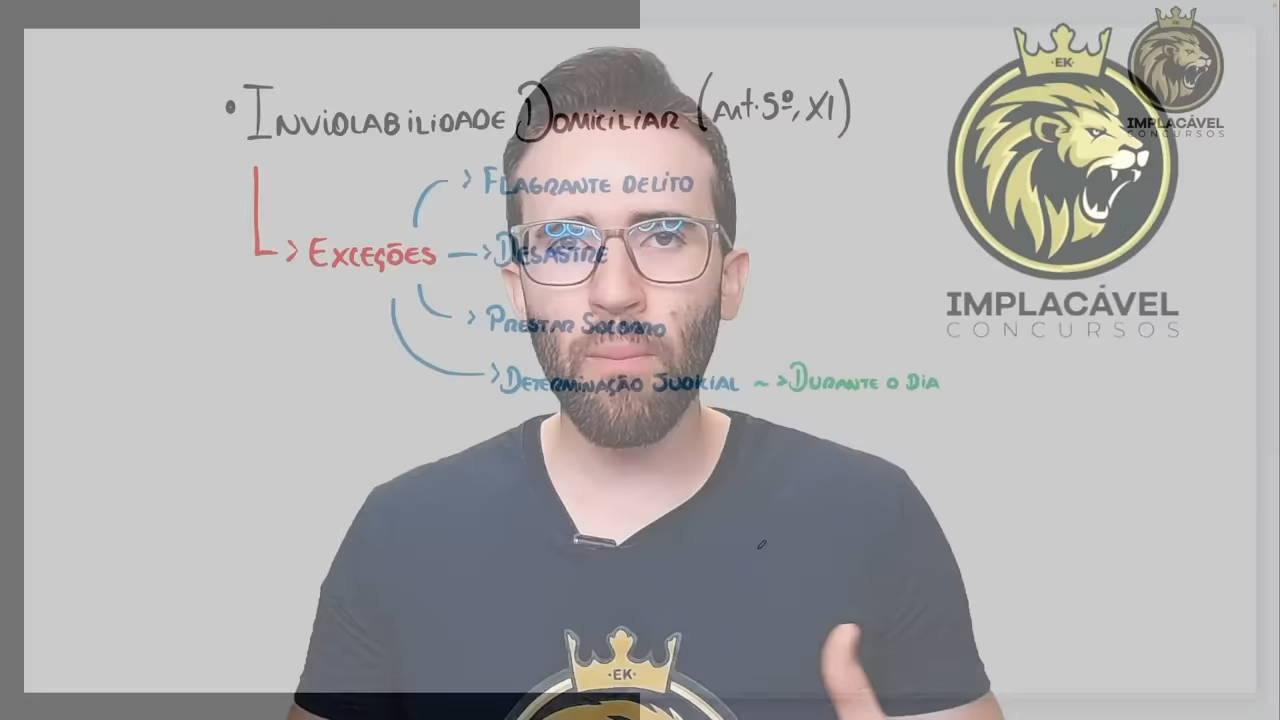 • INVIOLABILIDADE DOMICILIAR (ART. 5º, XI)
> FLAGRANTE DELITO
> EXCEÇÕES —> DESASTRE
> PRESTAR SOCORRO
> DETERMINAÇÃO JUDICIAL ~> DURANTE O DIA
·EK·
IMPLACÁVEL
CONCURSOS
IMPLACÁVEL
CONCURSOS
·EK·